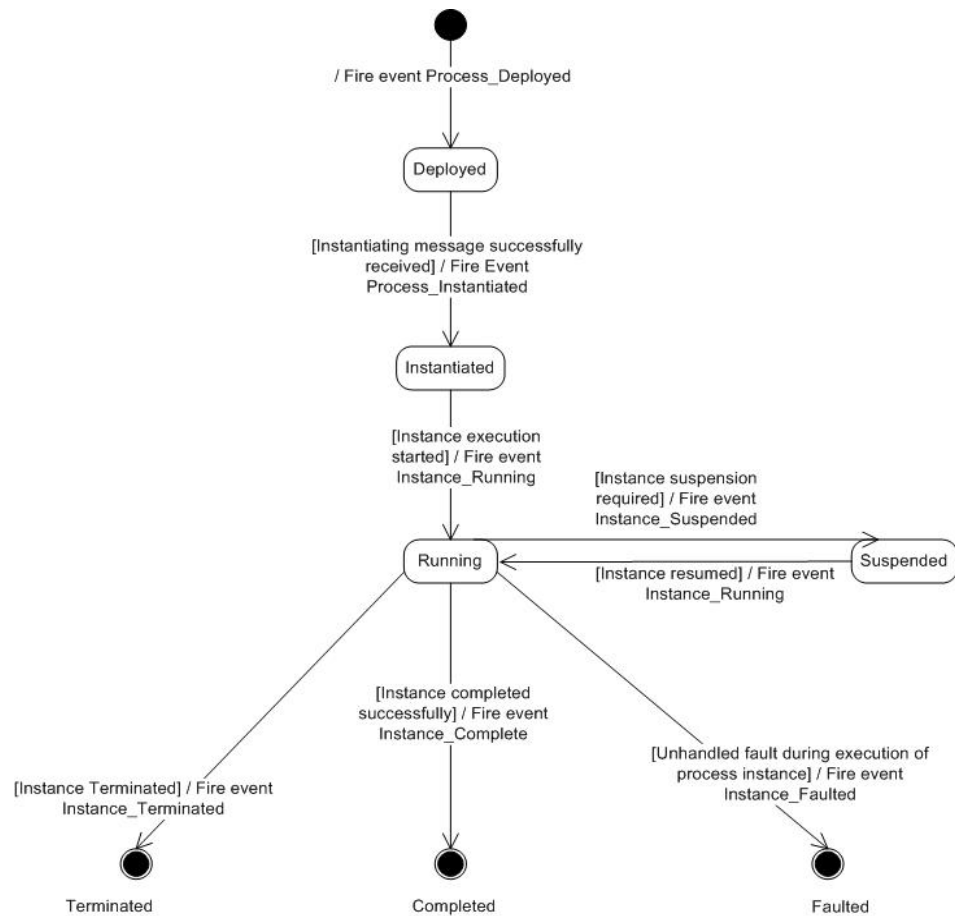 / Fire event Process_Deployed
Deployed
[Instantiating message successfully
received] / Fire Event
Process_Instantiated
Instantiated
[Instance execution
started] / Fire event
Instance_Running
[Instance suspension
required] / Fire event
Instance_Suspended
Running
Suspended
[Instance resumed] / Fire event
Instance_Running
[Instance completed
successfully] / Fire event
Instance_Complete
[Unhandled fault during execution of
process instance] / Fire event
Instance_Faulted
[Instance Terminated] / Fire event
Instance_Terminated
Terminated
Completed
Faulted